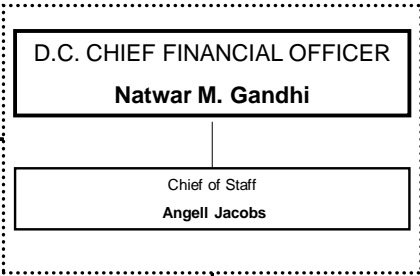 D.C. CHIEF FINANCIAL OFFICER
Natwar M. Gandhi
Chief of Staff
Angell Jacobs